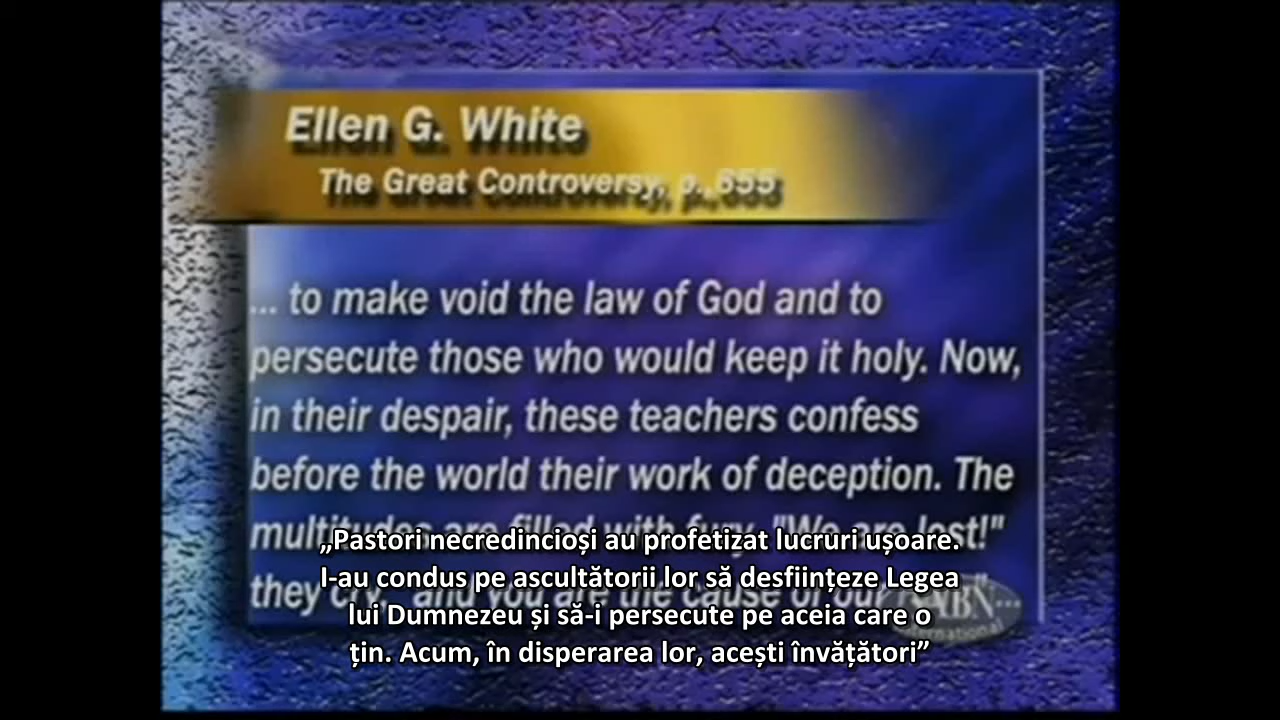 Ellen G. White
The Great Controversy, p. 655
... to make void the law of God and to
persecute those who would keep it holy. Now,
in their despair, these teachers confess
before the world their work of deception. The
multitudes are filled with fury. "We are lost!"
they cry, "and you are the cause of our
„Pastori necredincioși au profetizat lucruri ușoare.
I-au condus pe ascultătorii lor să desființeze Legea
lui Dumnezeu și să-i persecute pe aceia care o
țin. Acum, în disperarea lor, acești învățători”